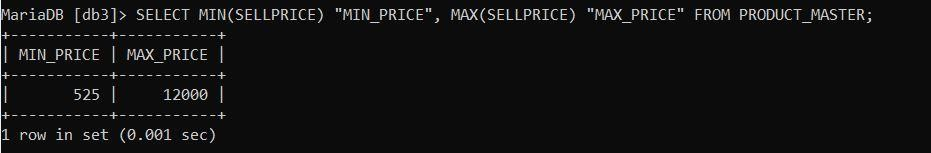 MariaDB [db3]> SELECT MIN(SELLPRICE) "MIN_PRICE", MAX(SELLPRICE) "MAX_PRICE" FROM PRODUCT_MASTER;
+-----------+-----------+
| MIN_PRICE | MAX_PRICE |
+-----------+-----------+
|       525 |     12000 |
+-----------+-----------+
1 row in set (0.001 sec)